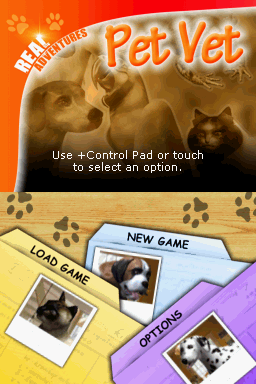 REAL
ADVENTURES
Pet Vet
Use +Control Pad or touch
to select an option.
NEW GAME
LOAD GAME
OPTIONS